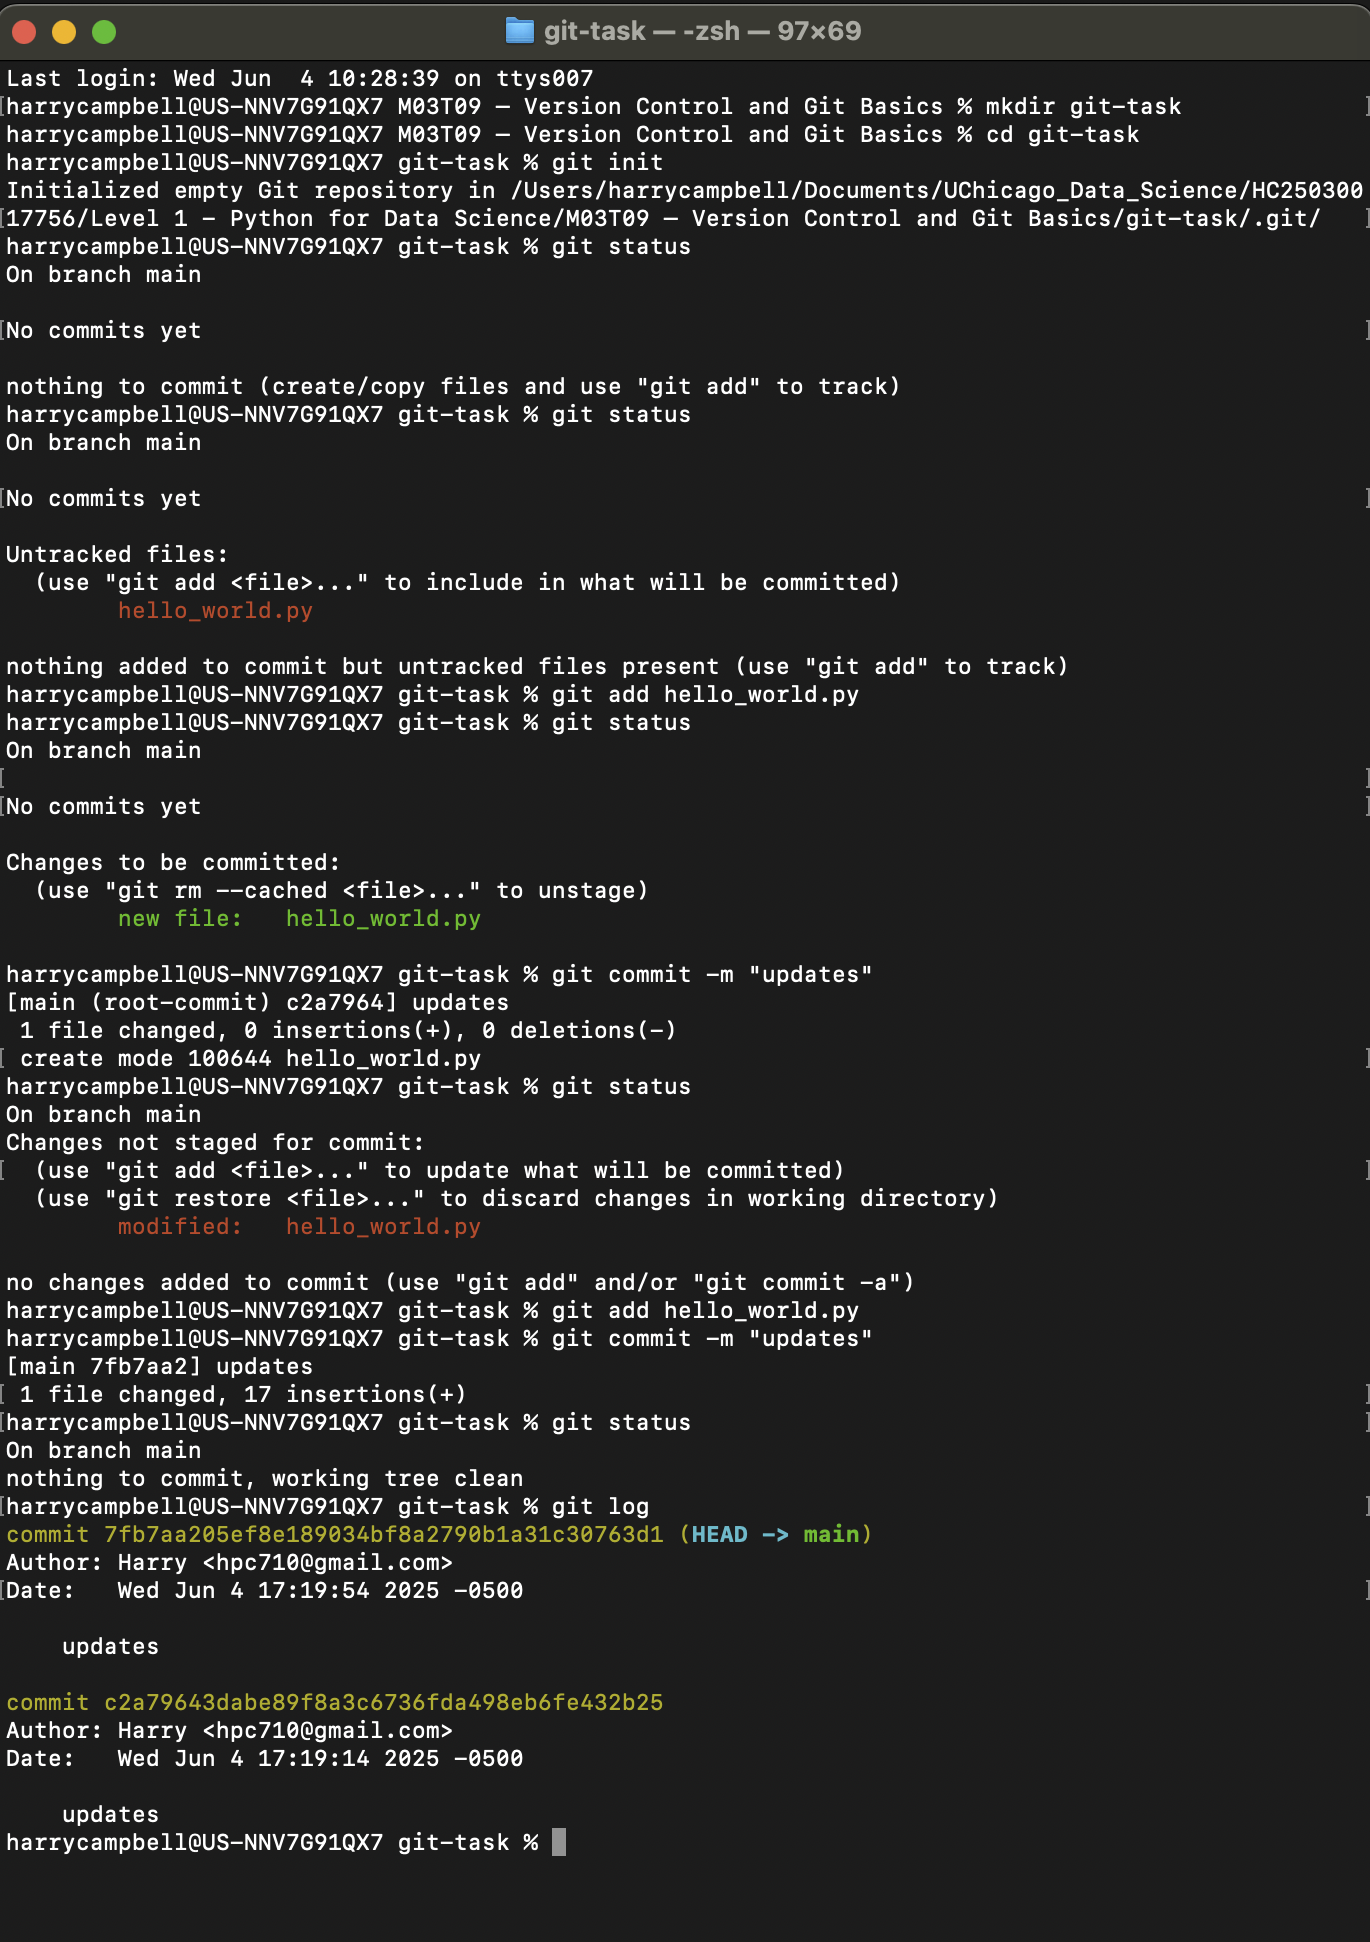 git-task — -zsh — 97×69
Last login: Wed Jun  4 10:28:39 on ttys007
[harrycampbell@US-NNV7G91QX7 M03T09 – Version Control and Git Basics % mkdir git-task ]
harrycampbell@US-NNV7G91QX7 M03T09 – Version Control and Git Basics % cd git-task
harrycampbell@US-NNV7G91QX7 git-task % git init
Initialized empty Git repository in /Users/harrycampbell/Documents/UChicago_Data_Science/HC250300
[17756/Level 1 - Python for Data Science/M03T09 – Version Control and Git Basics/git-task/.git/ ]
harrycampbell@US-NNV7G91QX7 git-task % git status
On branch main
[No commits yet ]
nothing to commit (create/copy files and use "git add" to track)
harrycampbell@US-NNV7G91QX7 git-task % git status
On branch main
[No commits yet ]
Untracked files:
  (use "git add <file>..." to include in what will be committed)
        hello_world.py
nothing added to commit but untracked files present (use "git add" to track)
harrycampbell@US-NNV7G91QX7 git-task % git add hello_world.py
harrycampbell@US-NNV7G91QX7 git-task % git status
On branch main
[ ]
[No commits yet ]
Changes to be committed:
  (use "git rm --cached <file>..." to unstage)
        new file:   hello_world.py
harrycampbell@US-NNV7G91QX7 git-task % git commit -m "updates"
[main (root-commit) c2a7964] updates
 1 file changed, 0 insertions(+), 0 deletions(-)
[ create mode 100644 hello_world.py ]
harrycampbell@US-NNV7G91QX7 git-task % git status
On branch main
Changes not staged for commit:
[  (use "git add <file>..." to update what will be committed) ]
  (use "git restore <file>..." to discard changes in working directory)
        modified:   hello_world.py
no changes added to commit (use "git add" and/or "git commit -a")
harrycampbell@US-NNV7G91QX7 git-task % git add hello_world.py
harrycampbell@US-NNV7G91QX7 git-task % git commit -m "updates"
[main 7fb7aa2] updates
[ 1 file changed, 17 insertions(+) ]
[harrycampbell@US-NNV7G91QX7 git-task % git status ]
On branch main
nothing to commit, working tree clean
[harrycampbell@US-NNV7G91QX7 git-task % git log ]
commit 7fb7aa205ef8e189034bf8a2790b1a31c30763d1 (HEAD -> main)
Author: Harry <hpc710@gmail.com>
[Date:   Wed Jun 4 17:19:54 2025 -0500 ]
    updates
commit c2a79643dabe89f8a3c6736fda498eb6fe432b25
Author: Harry <hpc710@gmail.com>
Date:   Wed Jun 4 17:19:14 2025 -0500
    updates
harrycampbell@US-NNV7G91QX7 git-task %